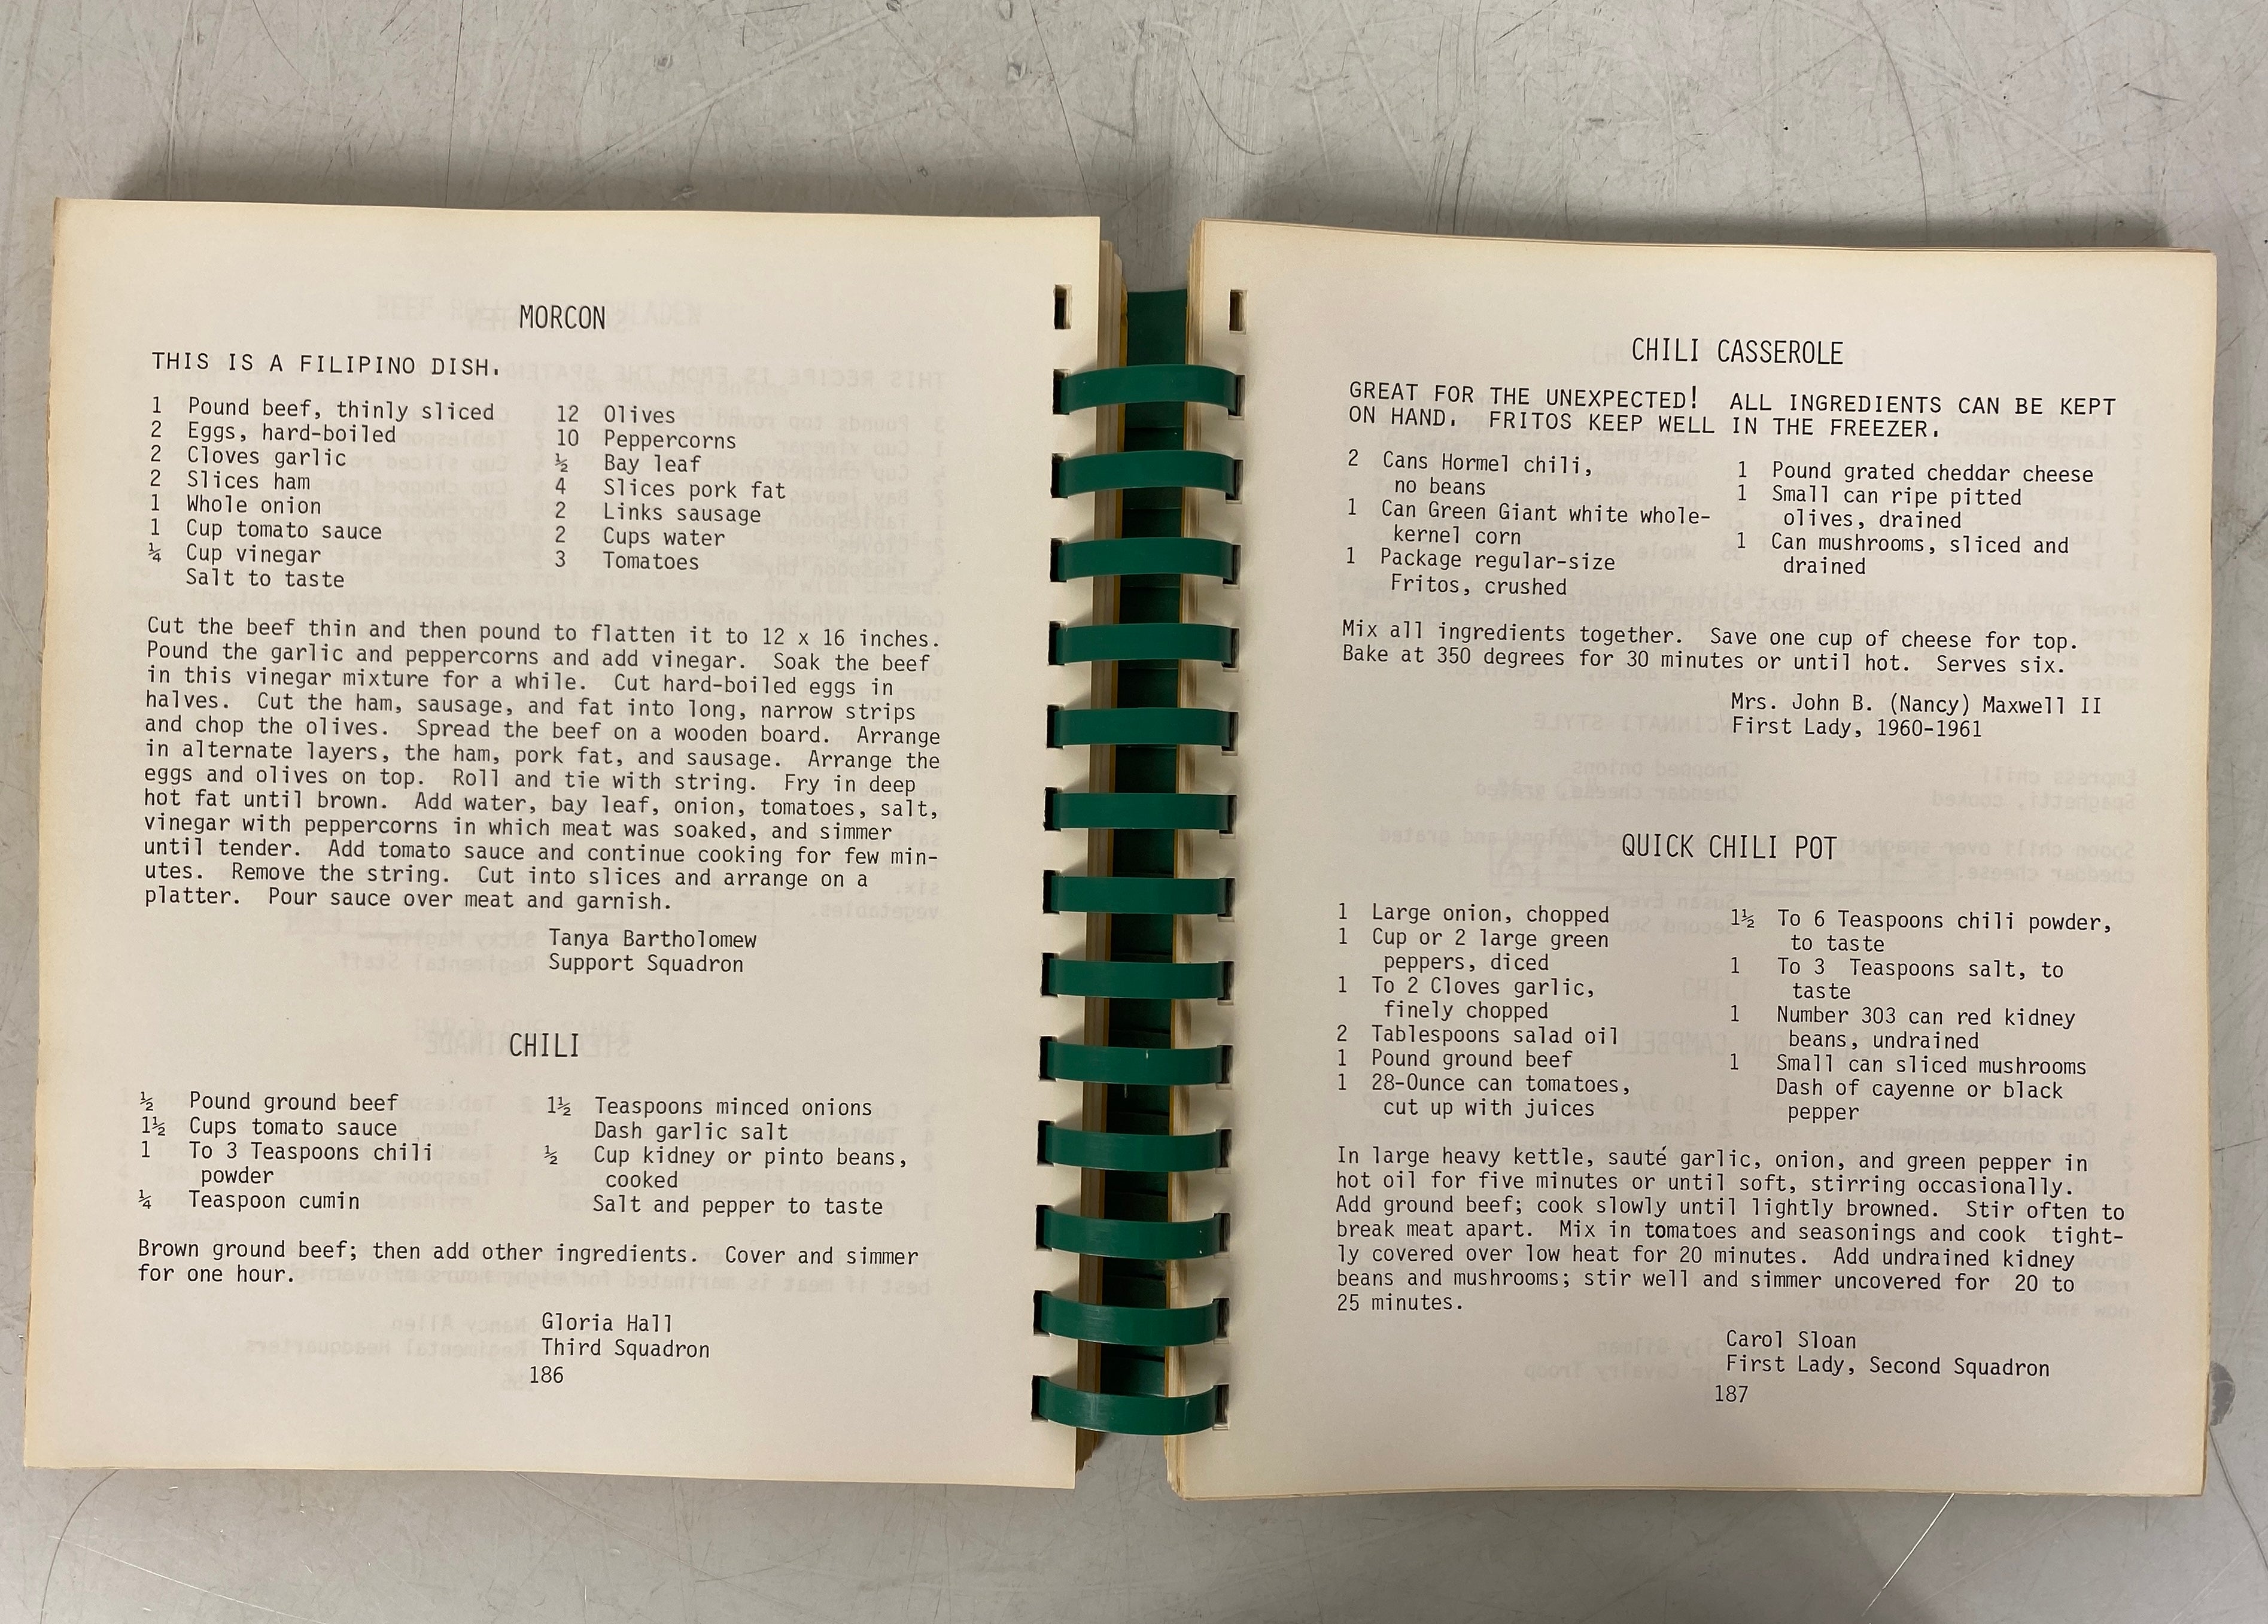 MORCON
THIS IS A FILIPINO DISH.
1 Pound beef, thinly sliced
2 Eggs, hard-boiled
2 Cloves garlic
2 Slices ham
1 Whole onion
1 Cup tomato sauce
¼ Cup vinegar
Salt to taste
12 Olives
10 Peppercorns
½ Bay leaf
4 Slices pork fat
2 Links sausage
2 Cups water
3 Tomatoes
Cut the beef thin and then pound to flatten it to 12 x 16 inches.
Pound the garlic and peppercorns and add vinegar. Soak the beef
in this vinegar mixture for a while. Cut hard-boiled eggs in
halves. Cut the ham, sausage, and fat into long, narrow strips
and chop the olives. Spread the beef on a wooden board. Arrange
in alternate layers, the ham, pork fat, and sausage. Arrange the
eggs and olives on top. Roll and tie with string. Fry in deep
hot fat until brown. Add water, bay leaf, onion, tomatoes, salt,
vinegar with peppercorns in which meat was soaked, and simmer
until tender. Add tomato sauce and continue cooking for few min-
utes. Remove the string. Cut into slices and arrange on a
platter. Pour sauce over meat and garnish.
Tanya Bartholomew
Support Squadron
CHILI
½ Pound ground beef
1½ Cups tomato sauce
1 To 3 Teaspoons chili
powder
¼ Teaspoon cumin
1½ Teaspoons minced onions
Dash garlic salt
½ Cup kidney or pinto beans,
cooked
Salt and pepper to taste
Brown ground beef; then add other ingredients. Cover and simmer
for one hour.
Gloria Hall
Third Squadron
186
CHILI CASSEROLE
GREAT FOR THE UNEXPECTED! ALL INGREDIENTS CAN BE KEPT
ON HAND. FRITOS KEEP WELL IN THE FREEZER.
2 Cans Hormel chili,
no beans
1 Can Green Giant white whole-
kernel corn
1 Package regular-size
Fritos, crushed
1 Pound grated cheddar cheese
1 Small can ripe pitted
olives, drained
1 Can mushrooms, sliced and
drained
Mix all ingredients together. Save one cup of cheese for top.
Bake at 350 degrees for 30 minutes or until hot. Serves six.
Mrs. John B. (Nancy) Maxwell II
First Lady, 1960-1961
QUICK CHILI POT
1 Large onion, chopped
1 Cup or 2 large green
peppers, diced
1 To 2 Cloves garlic,
finely chopped
2 Tablespoons salad oil
1 Pound ground beef
1 28-Ounce can tomatoes,
cut up with juices
1½ To 6 Teaspoons chili powder,
to taste
1 To 3 Teaspoons salt, to
taste
1 Number 303 can red kidney
beans, undrained
1 Small can sliced mushrooms
Dash of cayenne or black
pepper
In large heavy kettle, sauté garlic, onion, and green pepper in
hot oil for five minutes or until soft, stirring occasionally.
Add ground beef; cook slowly until lightly browned. Stir often to
break meat apart. Mix in tomatoes and seasonings and cook tight-
ly covered over low heat for 20 minutes. Add undrained kidney
beans and mushrooms; stir well and simmer uncovered for 20 to
25 minutes.
Carol Sloan
First Lady, Second Squadron
187